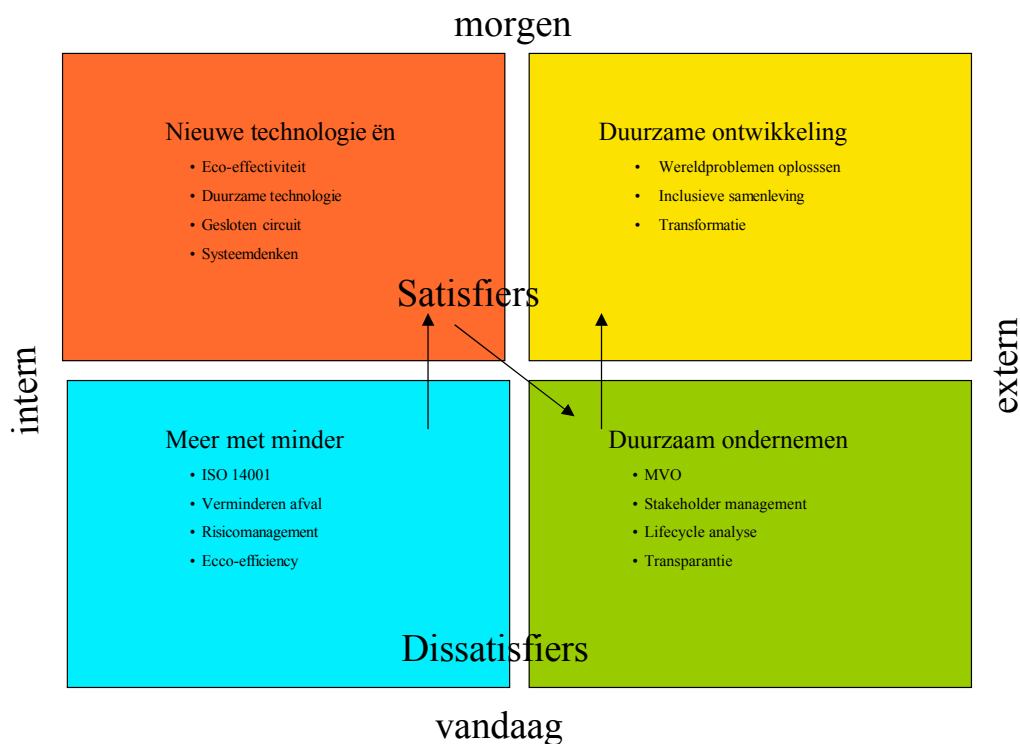 morgen
Nieuwe technologie ën
• Eco-effectiviteit
• Duurzame technologie
• Gesloten circuit
• Systeemdenken
Duurzame ontwikkeling
• Wereldproblemen oplosssen
• Inclusieve samenleving
• Transformatie
Satisfiers
intern
extern
Meer met minder
• ISO 14001
• Verminderen afval
• Risicomanagement
• Ecco-efficiency
Duurzaam ondernemen
• MVO
• Stakeholder management
• Lifecycle analyse
• Transparantie
Dissatisfiers
vandaag